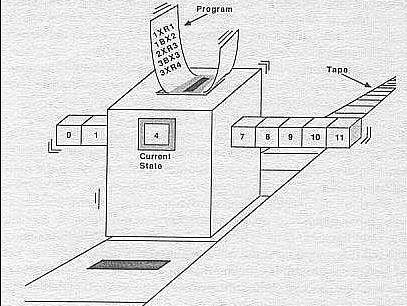 Program
1XR1
1BX2
2XR3
3BX3
3XR4
Tape
0 1 4 7 8 9 10 11
Current
State